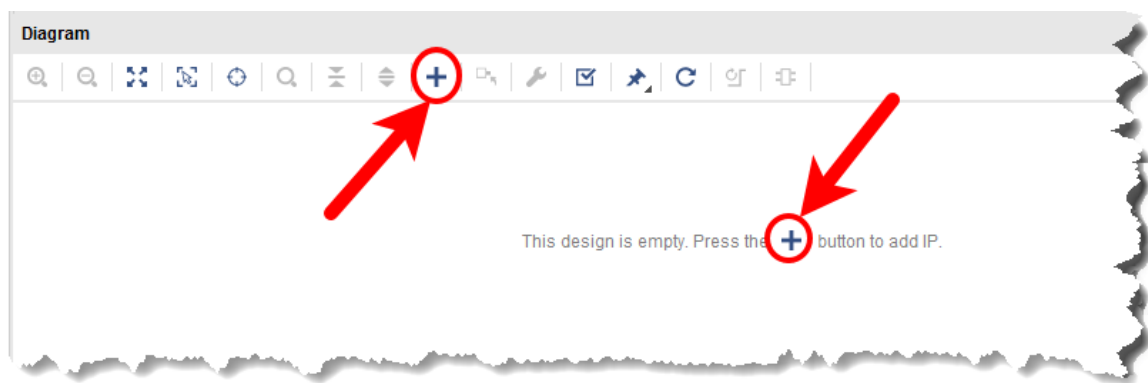 Diagram
This design is empty. Press the + button to add IP.